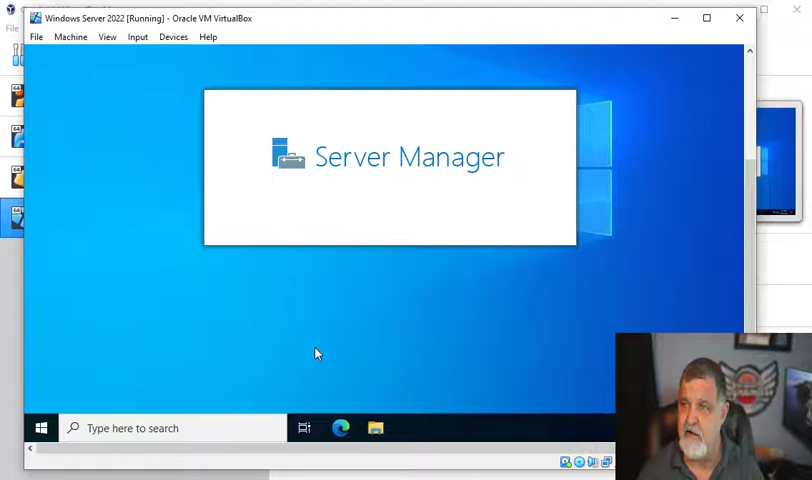 Windows Server 2022 [Running] - Oracle VM VirtualBox
File Machine View Input Devices Help
Server Manager
Type here to search